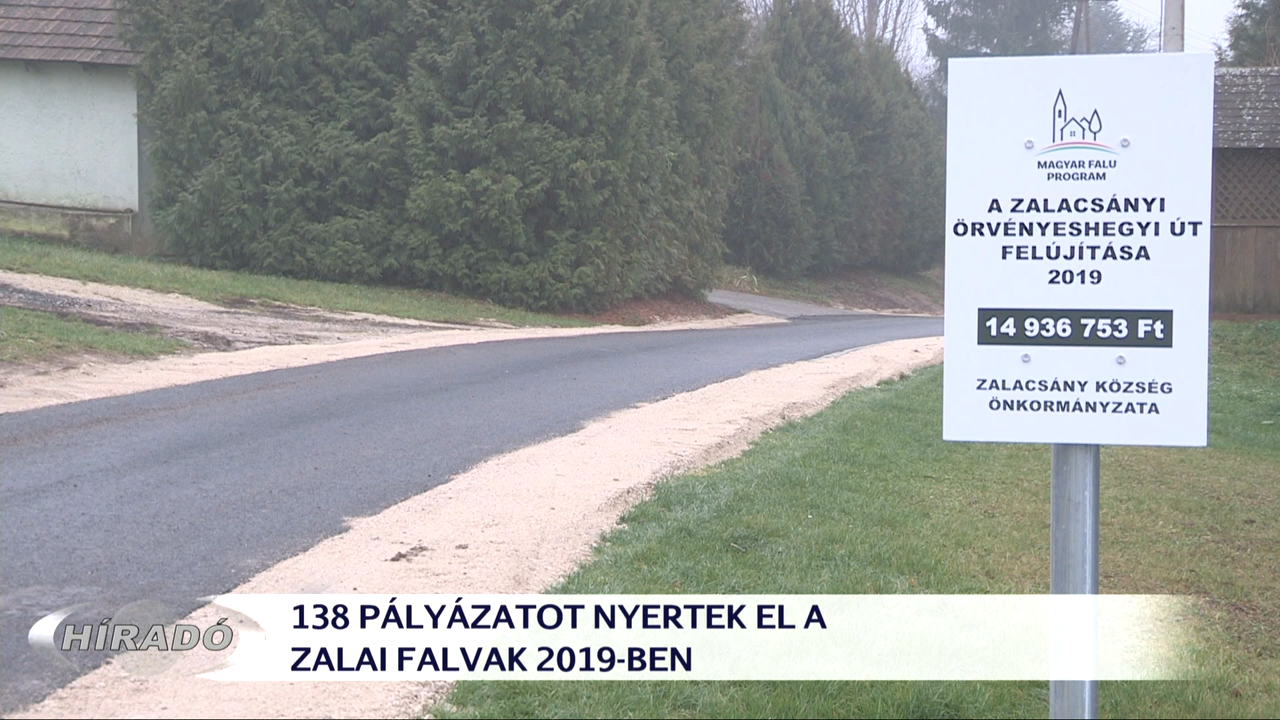 MAGYAR FALU
PROGRAM
A ZALACSÁNYI
ÖRVÉNYESHEGYI ÚT
FELÚJÍTÁSA
2019
14 936 753 Ft
ZALACSÁNY KÖZSÉG
ÖNKORMÁNYZATA
HÍRADÓ
138 PÁLYÁZATOT NYERTEK EL A
ZALAI FALVAK 2019-BEN